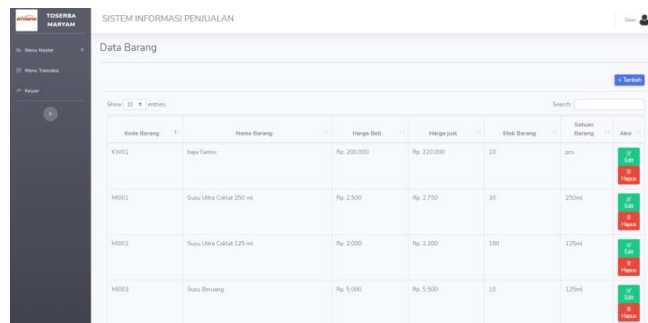 TOSERBA
MARYAM
SISTEM INFORMASI PENJUALAN
Menu Master
Menu Transaksi
Keluar
Data Barang
+ Tambah
Show 10 entries
Search:
Kode Barang Nama Barang Harga Beli Harga Jual Stok Barang Satuan Barang Aksi
KW01 baju Gamis Rp. 200.000 Rp. 220.000 10 pcs Edit Hapus
MI001 Susu Ultra Coklat 250 ml Rp. 2.500 Rp. 2.750 30 250ml Edit Hapus
MI002 Susu Ultra Coklat 125 ml Rp. 2.000 Rp. 2.200 100 125ml Edit Hapus
MI003 Susu Beruang Rp. 5.000 Rp. 5.500 10 125ml Edit Hapus